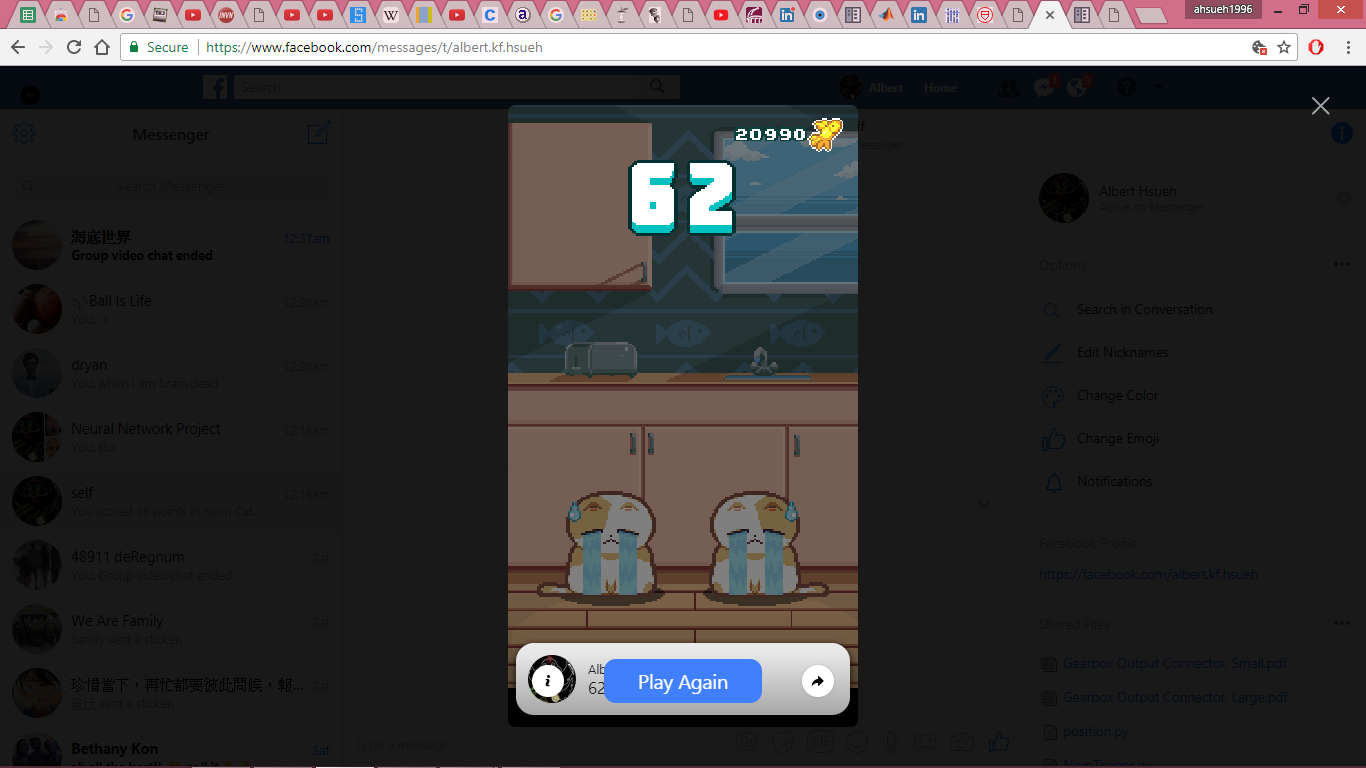 ahsueh1996
Secure
https://www.facebook.com/messages/t/albert.kf.hsueh
Search
Albert
Home
1
3
Messenger
Search Messenger
海底世界
12:37am
Group video chat ended
Ball Is Life
12:28am
dryan
12:28am
You: when i am brain dead
Neural Network Project
12:18am
You: thx
self
12:16am
You scored 18 points in Nom Cat.
48911 deRegnum
Sat
You: Group video chat ended
We Are Family
Sat
Sandy sent a sticker.
珍惜當下，再忙都要彼此問候，報...
Sat
sent a sticker.
Bethany Kon
Sat
20990
62
Alb
62
Play Again
Type a message...
GIF
Albert Hsueh
Active on Messenger
Options
Search in Conversation
Edit Nicknames
Change Color
Change Emoji
Notifications
Facebook Profile
https://facebook.com/albert.kf.hsueh
Shared Files
Gearbox Output Connector, Small.pdf
Gearbox Output Connector, Large.pdf
position.py